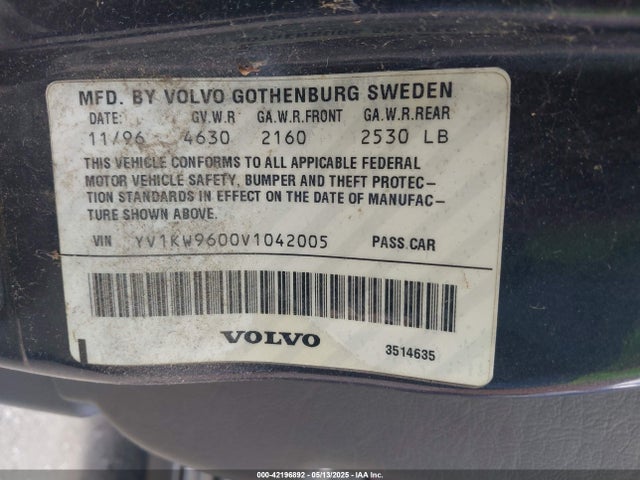 MFD. BY VOLVO GOTHENBURG SWEDEN
DATE: GV.W.R GA.W.R.FRONT GA.W.R.REAR
11/96 4630 2160 2530 LB
THIS VEHICLE CONFORMS TO ALL APPICABLE FEDERAL
MOTOR VEHICLE SAFETY, BUMPER AND THEFT PROTEC-
TION STANDARDS IN EFFECT ON THE DATE OF MANUFAC-
TURE SHOWN ABOVE.
VIN YV1KW9600V1042005 PASS.CAR
VOLVO
3514635
000-42196892 - 05/13/2025 - IAAI.COM